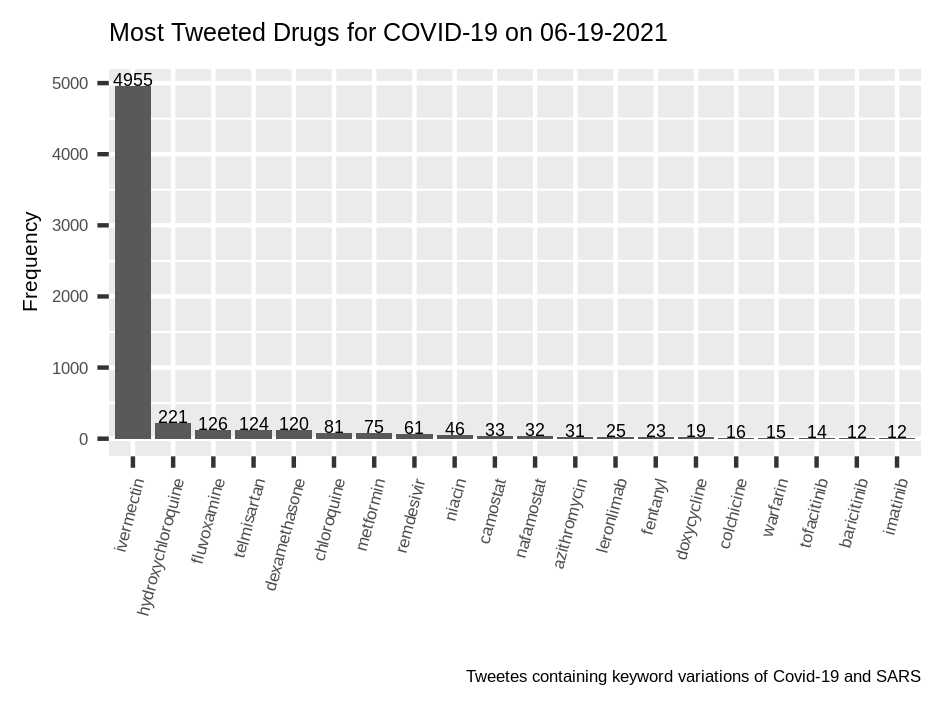 Most Tweeted Drugs for COVID-19 on 06-19-2021
Frequency
5000
4000
3000
2000
1000
0
4955
221
126
124
120
81
75
61
46
33
32
31
25
23
19
16
15
14
12
12
ivermectin
hydroxychloroquine
fluvoxamine
telmisartan
dexamethasone
chloroquine
metformin
remdesivir
niacin
camostat
nafamostat
azithromycin
leronlimab
fentanyl
doxycycline
colchicine
warfarin
tofacitinib
baricitinib
imatinib
Tweetes containing keyword variations of Covid-19 and SARS